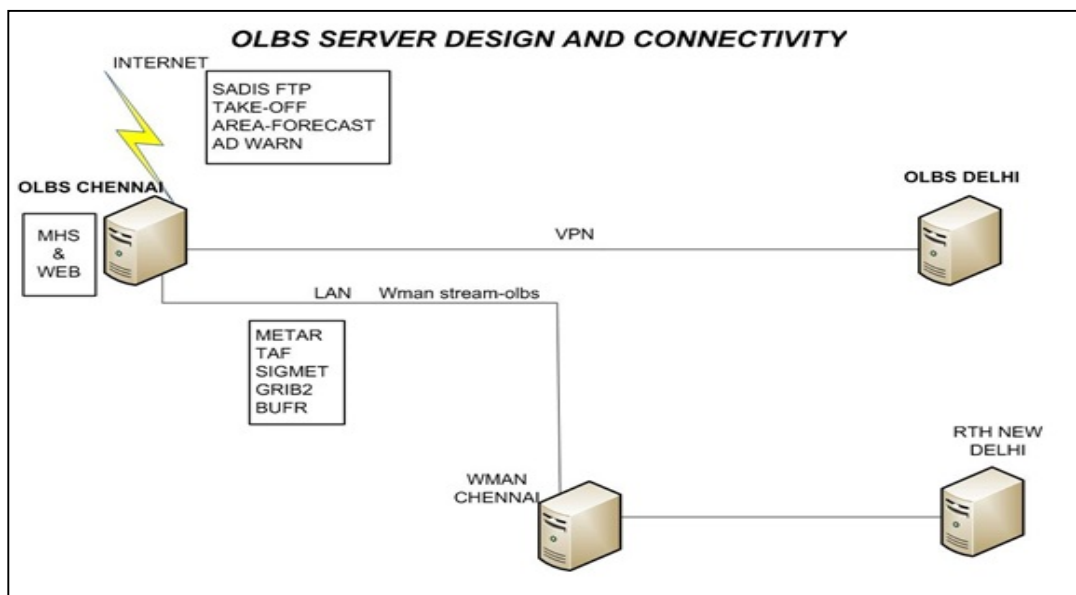 OLBS SERVER DESIGN AND CONNECTIVITY
INTERNET
SADIS FTP
TAKE-OFF
AREA-FORECAST
AD WARN
OLBS CHENNAI
OLBS DELHI
MHS
&
WEB
VPN
LAN Wman stream-olbs
METAR
TAF
SIGMET
GRIB2
BUFR
WMAN
CHENNAI
RTH NEW
DELHI